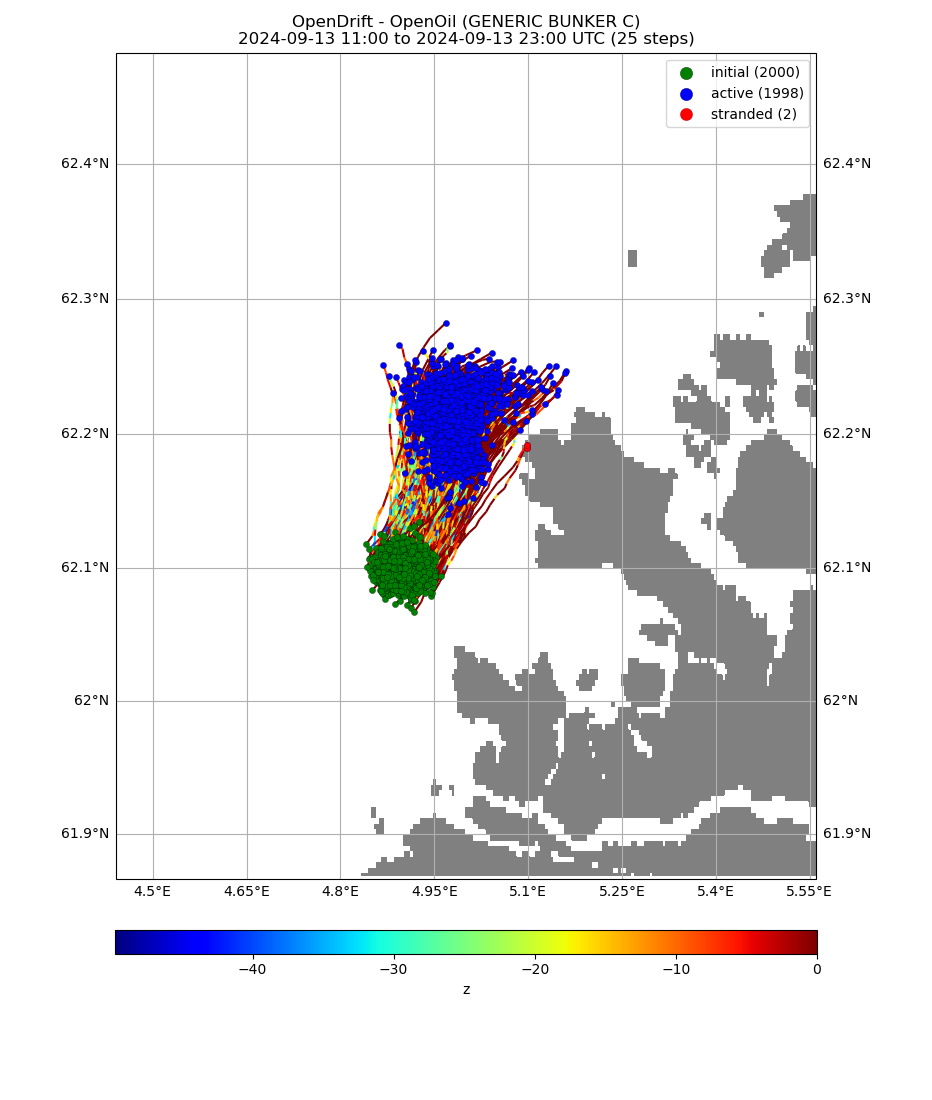 OpenDrift - OpenOil (GENERIC BUNKER C)
2024-09-13 11:00 to 2024-09-13 23:00 UTC (25 steps)
initial (2000)
active (1998)
stranded (2)
62.4°N 62.4°N
62.3°N 62.3°N
62.2°N 62.2°N
62.1°N 62.1°N
62°N 62°N
61.9°N 61.9°N
4.5°E 4.65°E 4.8°E 4.95°E 5.1°E 5.25°E 5.4°E 5.55°E
−40 −30 −20 −10 0
z